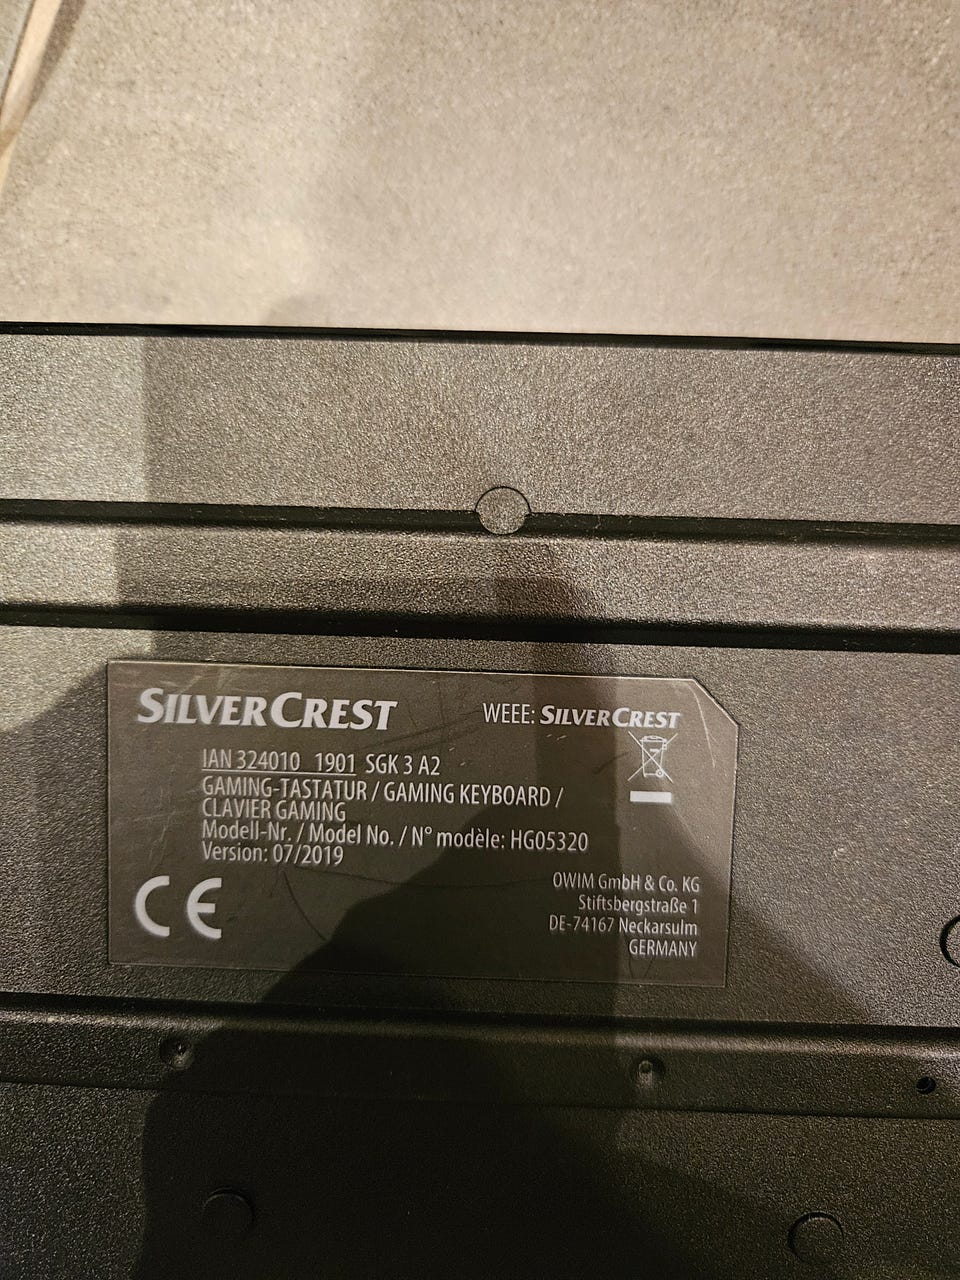 SILVERCREST
WEEE: SILVERCREST
IAN 324010 1901 SGK 3 A2
GAMING-TASTATUR / GAMING KEYBOARD /
CLAVIER GAMING
Modell-Nr. / Model No. / N° modèle: HG05320
Version: 07/2019
CE
OWIM GmbH & Co. KG
Stiftsbergstraße 1
DE-74167 Neckarsulm
GERMANY